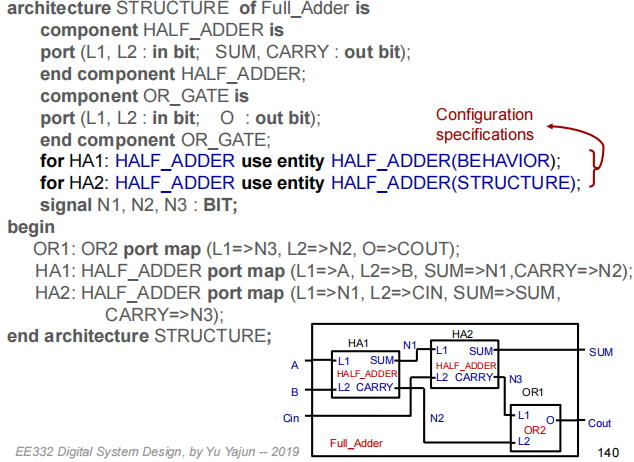 architecture STRUCTURE of Full_Adder is
component HALF_ADDER is
port (L1, L2 : in bit; SUM, CARRY : out bit);
end component HALF_ADDER;
component OR_GATE is
port (L1, L2 : in bit; O : out bit);
end component OR_GATE;
Configuration
specifications
for HA1: HALF_ADDER use entity HALF_ADDER(BEHAVIOR);
for HA2: HALF_ADDER use entity HALF_ADDER(STRUCTURE);
signal N1, N2, N3 : BIT;
begin
OR1: OR2 port map (L1=>N3, L2=>N2, O=>COUT);
HA1: HALF_ADDER port map (L1=>A, L2=>B, SUM=>N1,CARRY=>N2);
HA2: HALF_ADDER port map (L1=>N1, L2=>CIN, SUM=>SUM,
CARRY=>N3);
end architecture STRUCTURE;
HA1 N1 HA2
A L1 SUM L1 SUM SUM
HALF_ADDER HALF_ADDER
B L2 CARRY L2 CARRY N3
OR1
Cin N2 L1 O Cout
OR2
Full_Adder L2
EE332 Digital System Design, by Yu Yajun -- 2019
140